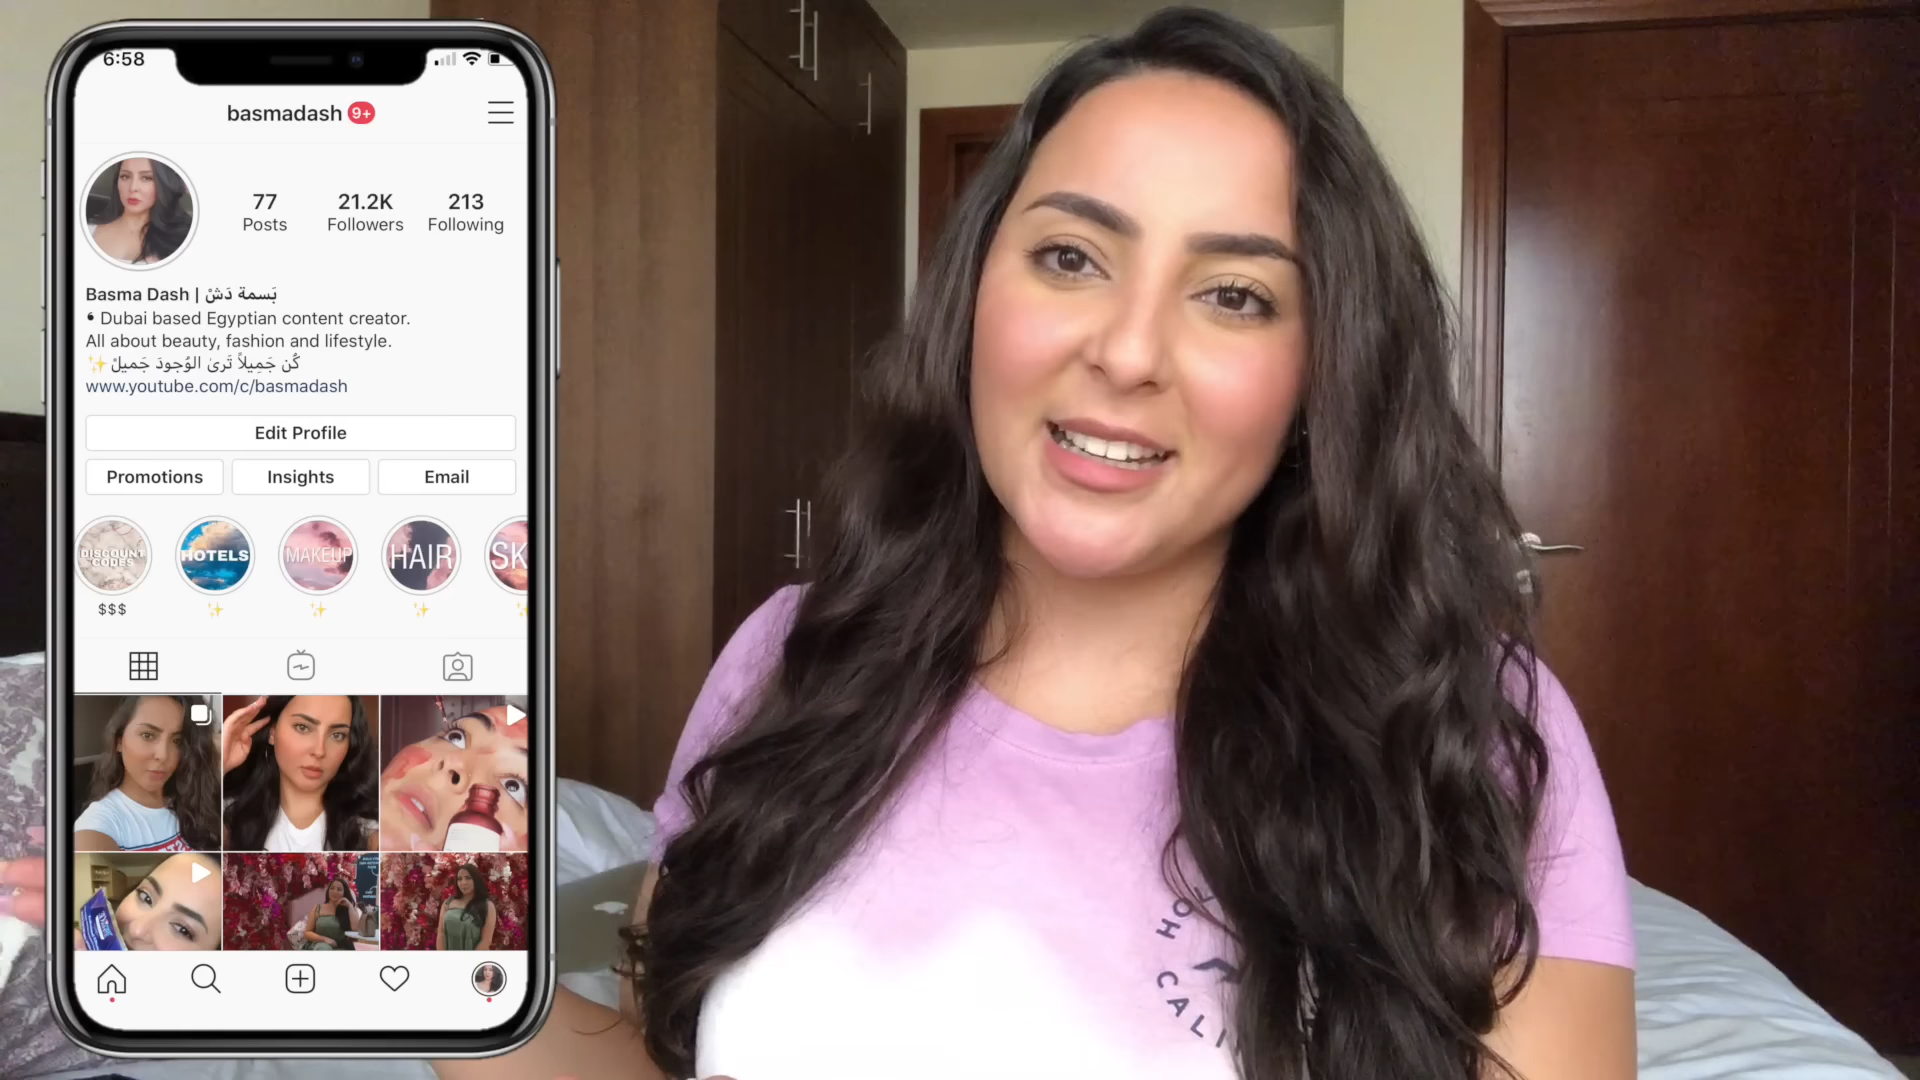 6:58
basmadash 9+
77
Posts
21.2K
Followers
213
Following
Basma Dash | بَسمة دَشْ
Dubai based Egyptian content creator.
All about beauty, fashion and lifestyle.
كُن جَمِيلاً تَرىٰ الوُجودَ جَميلْ✨
www.youtube.com/c/basmadash
Edit Profile
Promotions
Insights
Email
DISCOUNT
CODES
HOTELS
MAKEUP
HAIR
SK
$$$
CALI